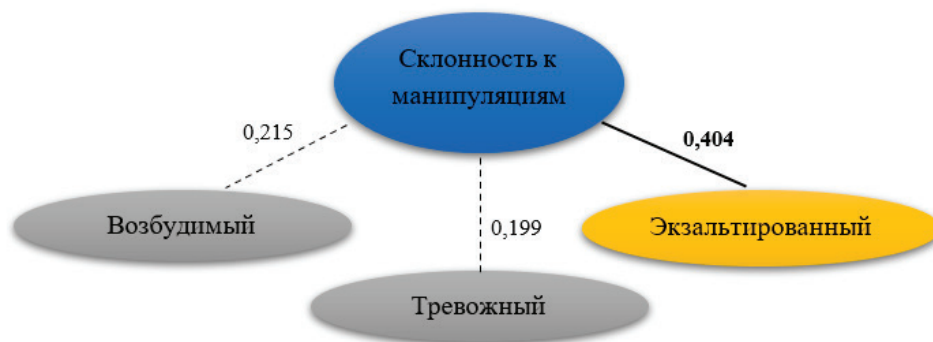 Склонность к
манипуляциям
0,215
0,404
Возбудимый
0,199
Экзальтированный
Тревожный